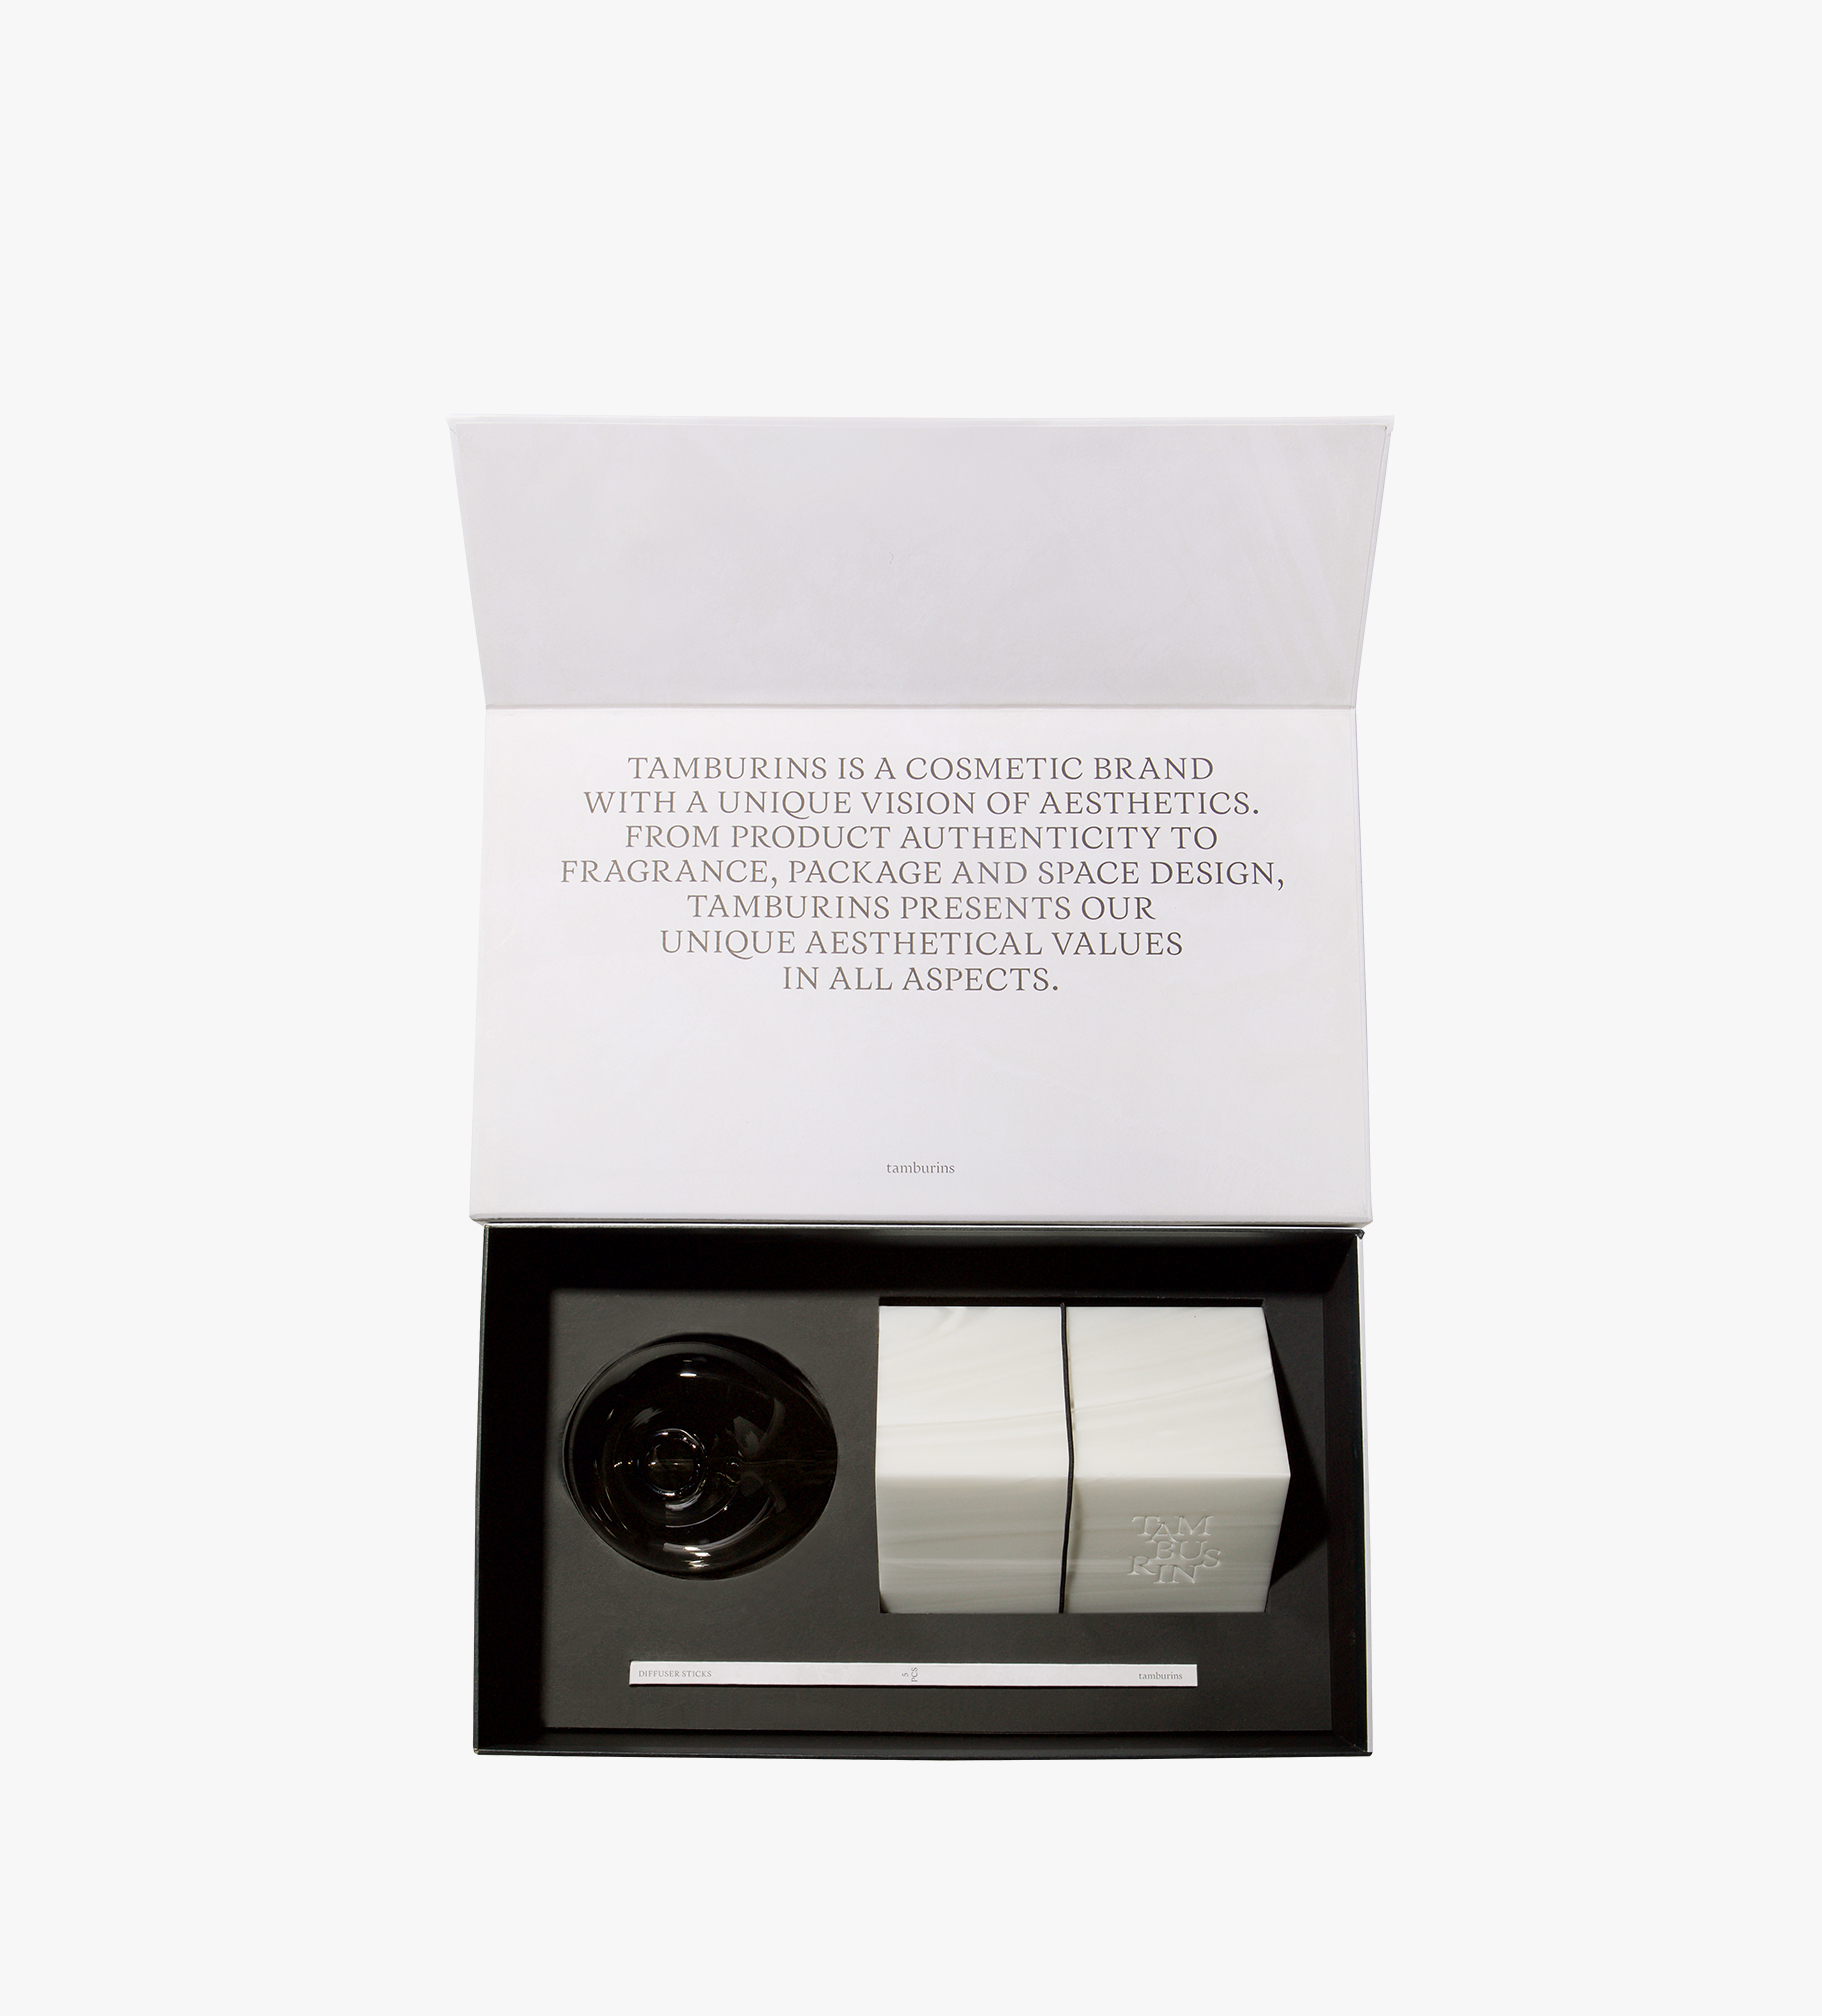 TAMBURINS IS A COSMETIC BRAND
WITH A UNIQUE VISION OF AESTHETICS.
FROM PRODUCT AUTHENTICITY TO
FRAGRANCE, PACKAGE AND SPACE DESIGN,
TAMBURINS PRESENTS OUR
UNIQUE AESTHETICAL VALUES
IN ALL ASPECTS.
tamburins
TAM
BUS
RIN
DIFFUSER STICKS
5
PCS
tamburins